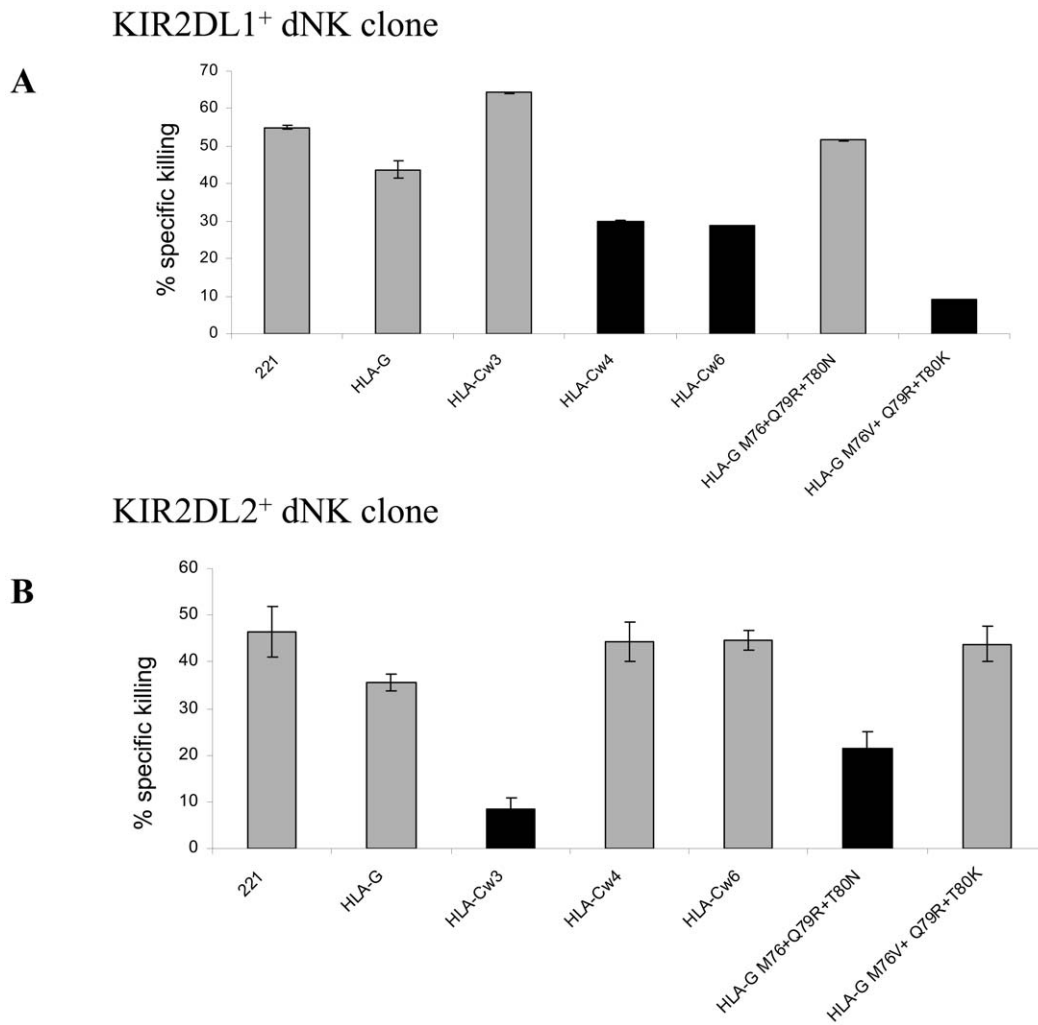 KIR2DL1+ dNK clone
A
% specific killing
70
60
50
40
30
20
10
0
221
HLA-G
HLA-Cw3
HLA-Cw4
HLA-Cw6
HLA-G M76+Q79R+T80N
HLA-G M76V+ Q79R+T80K
KIR2DL2+ dNK clone
B
% specific killing
60
50
40
30
20
10
0
221
HLA-G
HLA-Cw3
HLA-Cw4
HLA-Cw6
HLA-G M76+Q79R+T80N
HLA-G M76V+ Q79R+T80K